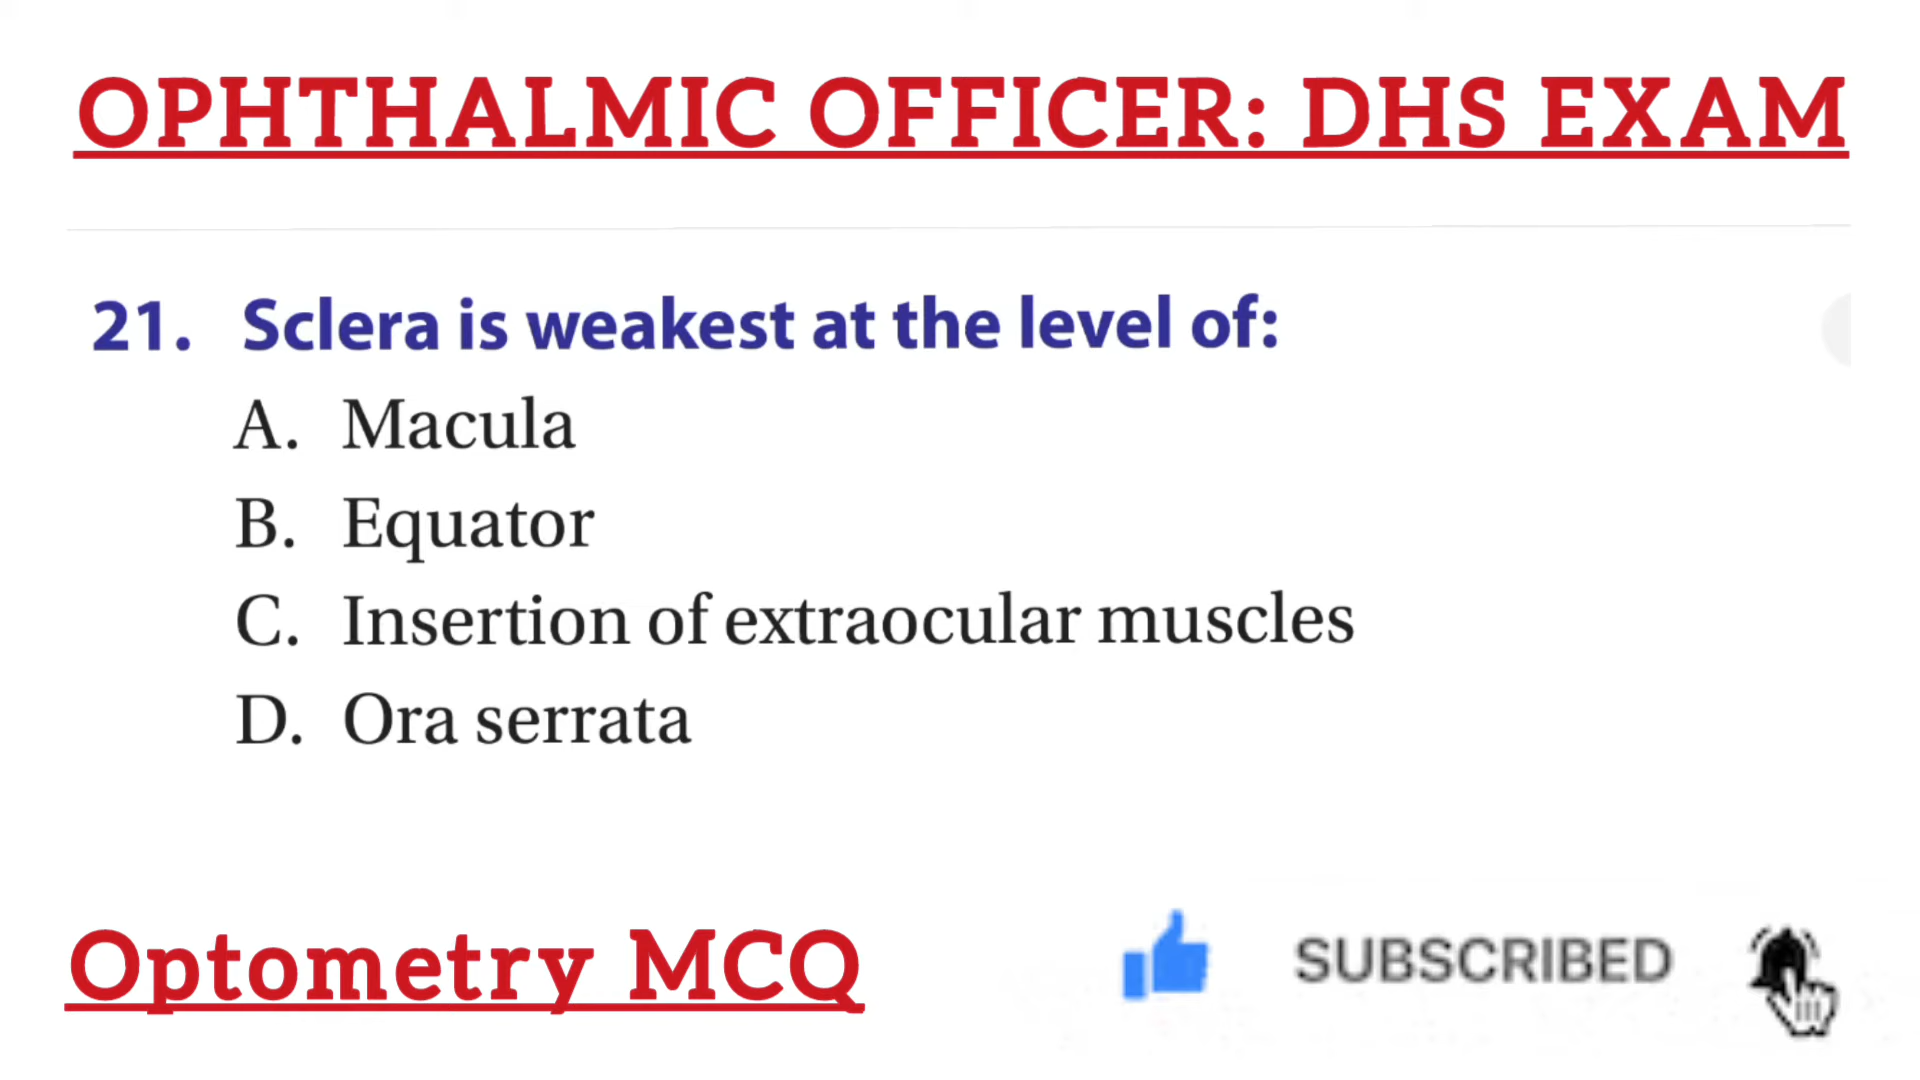 OPHTHALMIC OFFICER: DHS EXAM
21. Sclera is weakest at the level of:
A. Macula
B. Equator
C. Insertion of extraocular muscles
D. Ora serrata
Optometry MCQ
SUBSCRIBED